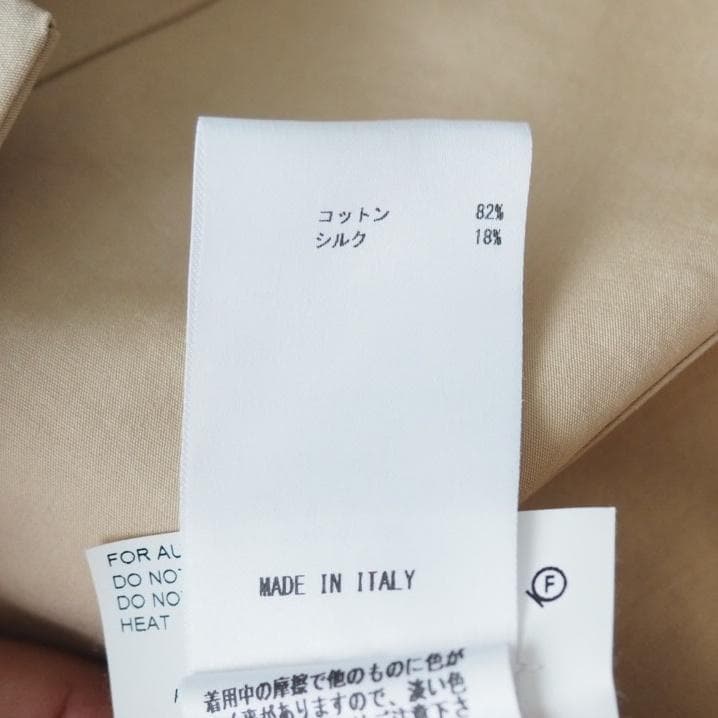 コットン 82%
シルク 18%
FOR AU
DO NO
DO NO
HEAT
F
MADE IN ITALY
着用中の摩擦で他のものに色が
がありますので、濃い色